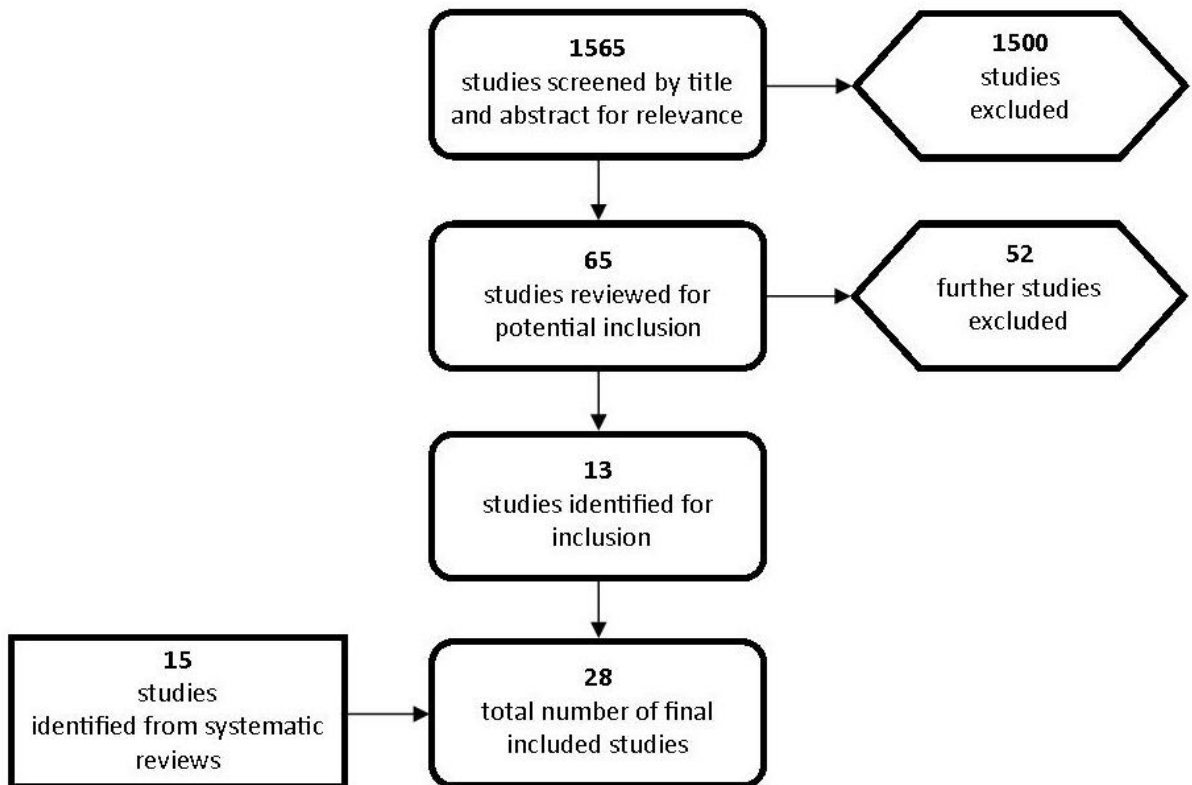 1565
studies screened by title
and abstract for relevance
1500
studies
excluded
65
studies reviewed for
potential inclusion
52
further studies
excluded
13
studies identified for
inclusion
15
studies
identified from systematic
reviews
28
total number of final
included studies